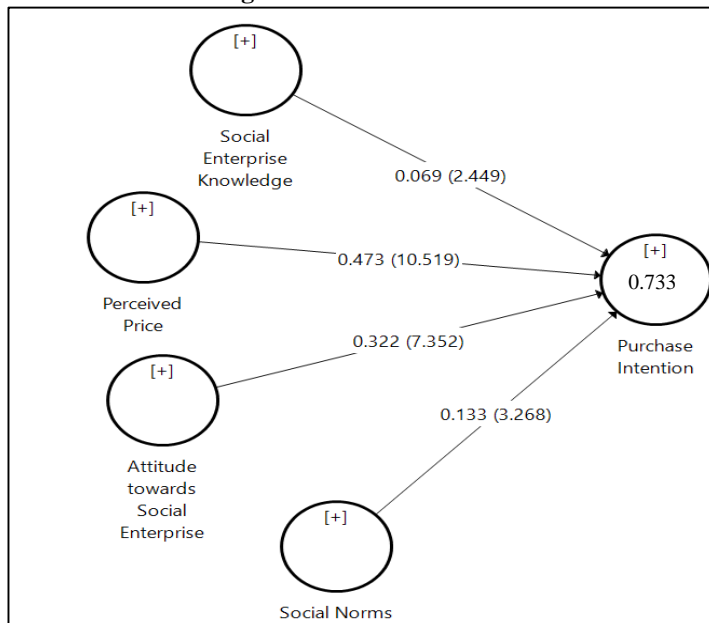 [+]
Social
Enterprise
Knowledge
0.069 (2.449)
[+]
Perceived
Price
0.473 (10.519)
[+]
0.733
Purchase
Intention
[+]
Attitude
towards
Social
Enterprise
0.322 (7.352)
0.133 (3.268)
[+]
Social Norms